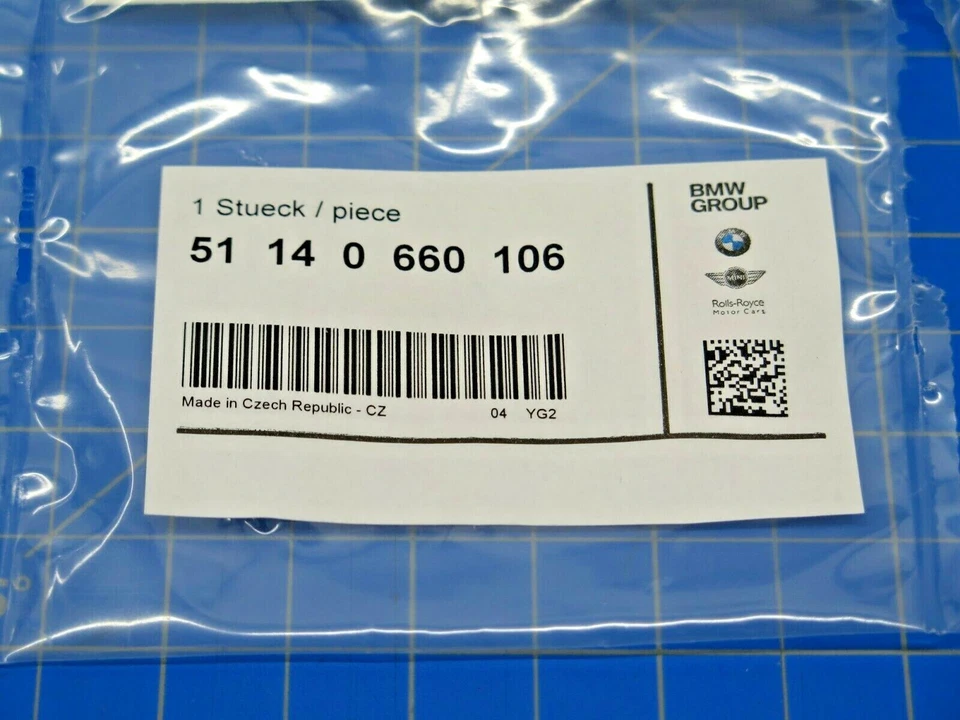 1 Stueck / piece
51 14 0 660 106
Made in Czech Republic - CZ
04 YG2
BMW
GROUP
Rolls-Royce
Motor Cars